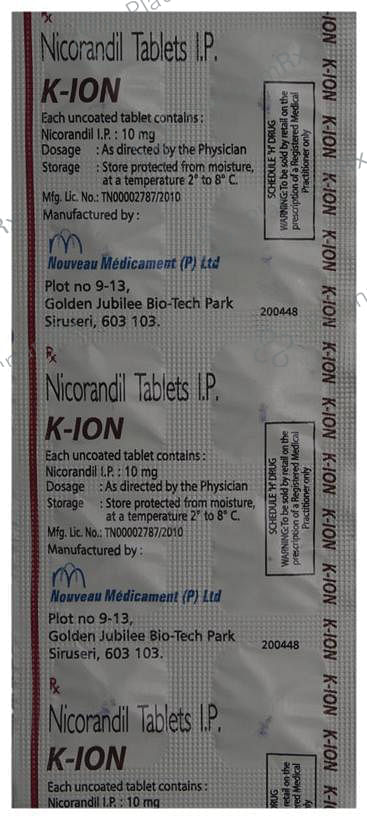 Rx
Nicorandil Tablets I.P.
K-ION
Each uncoated tablet contains :
Nicorandil I.P. : 10 mg
Dosage : As directed by the Physician
Storage : Store protected from moisture,
at a temperature 2° to 8° C.
Mfg. Lic. No.: TN00002787/2010
Manufactured by :
Nouveau Médicament (P) Ltd
Plot no 9-13,
Golden Jubilee Bio-Tech Park
Siruseri, 603 103.
SCHEDULE 'H' DRUG
WARNING: To be sold by retail on the
prescription of a Registered Medical
Practitioner only
200448
Rx
Nicorandil Tablets I.P.
K-ION
Each uncoated tablet contains :
Nicorandil I.P. : 10 mg
Dosage : As directed by the Physician
Storage : Store protected from moisture,
at a temperature 2° to 8° C.
Mfg. Lic. No.: TN00002787/2010
Manufactured by :
Nouveau Médicament (P) Ltd
Plot no 9-13,
Golden Jubilee Bio-Tech Park
Siruseri, 603 103.
SCHEDULE 'H' DRUG
WARNING: To be sold by retail on the
prescription of a Registered Medical
Practitioner only
200448
Rx
Nicorandil Tablets I.P.
K-ION
Each uncoated tablet contains :
Nicorandil I.P. : 10 mg
RUG
retail on the
red Medical
ly
-ION K-ION K-ION K-ION K-ION K-ION K-ION K-ION K-ION K-ION K-ION K-ION K-ION K